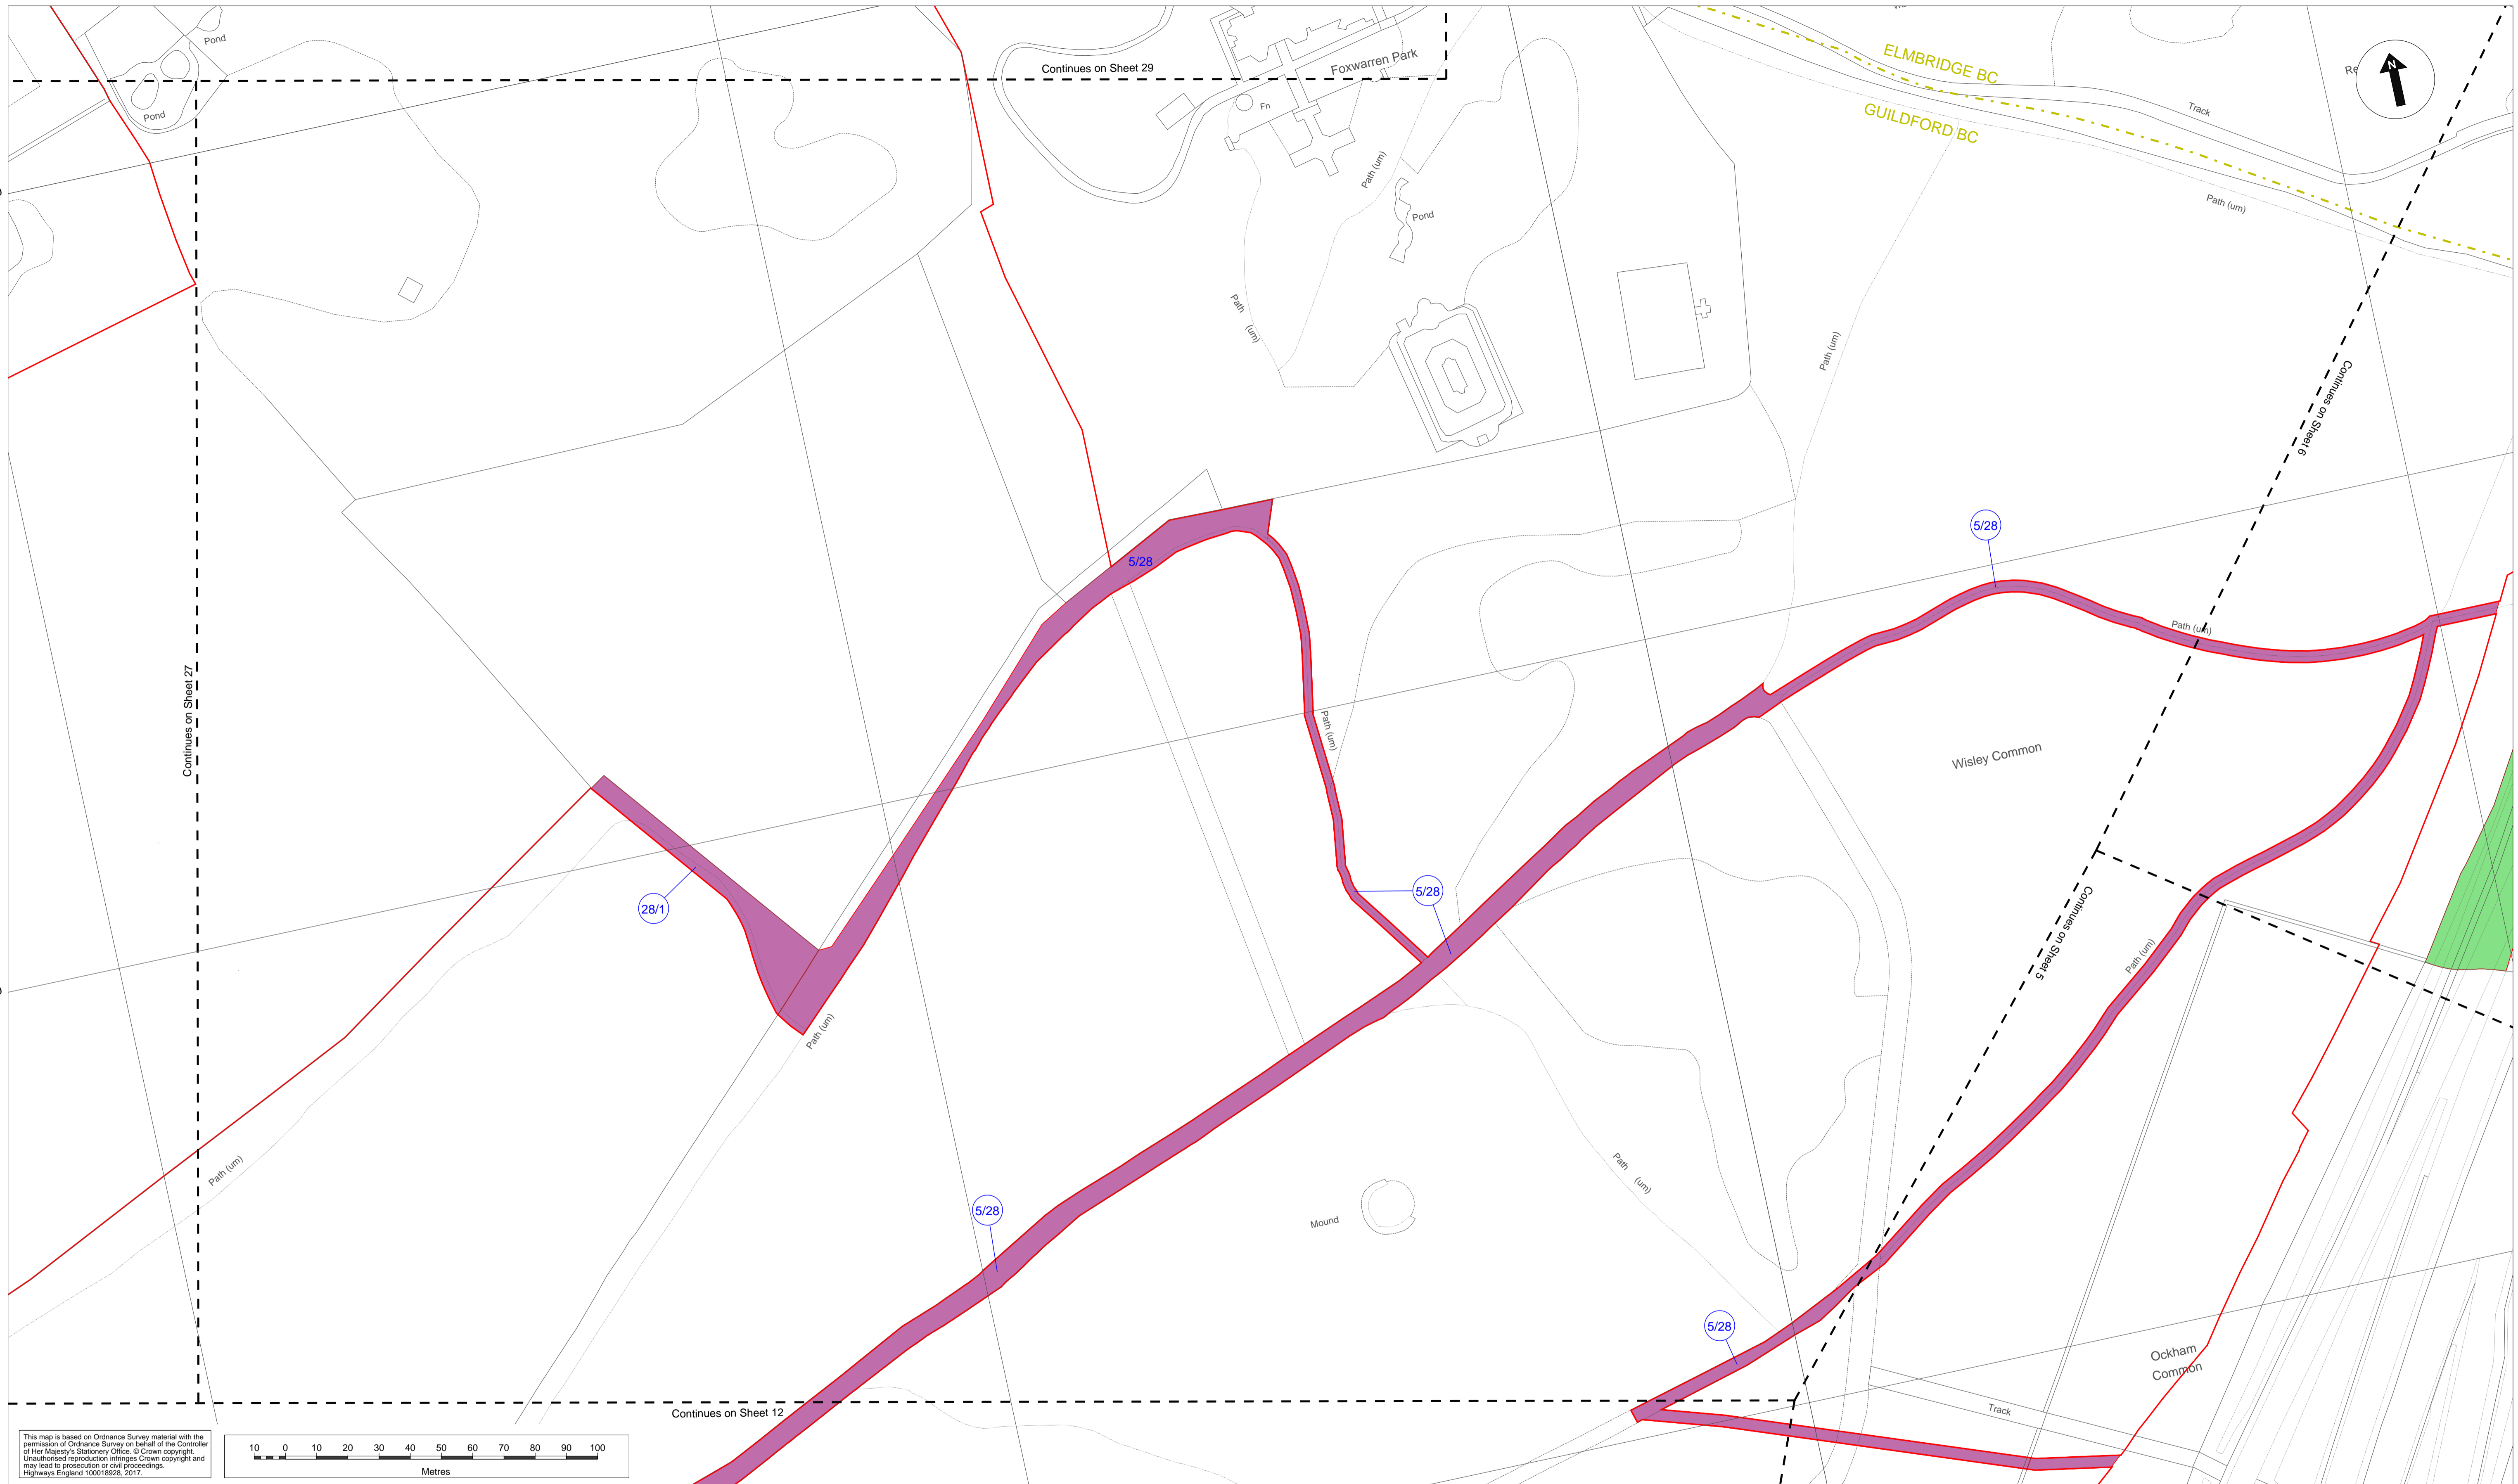 Pond
Pond
Continues on Sheet 29
Foxwarren Park
Fn
ELMBRIDGE BC
GUILDFORD BC
Track
N
Path (um)
Path (um)
Pond
Path (um)
Path (um)
Continues on Sheet 6
5/28
5/28
Path (um)
Continues on Sheet 27
Path (um)
Wisley Common
28/1
5/28
Continues on Sheet 5
Path (um)
Path (um)
Path (um)
Path (um)
5/28
Mound
5/28
Ockham
Common
Track
Continues on Sheet 12
This map is based on Ordnance Survey material with the
permission of Ordnance Survey on behalf of the Controller
of Her Majesty's Stationery Office. © Crown copyright.
Unauthorised reproduction infringes Crown copyright and
may lead to prosecution or civil proceedings.
Highways England 100018928, 2017.
10 0 10 20 30 40 50 60 70 80 90 100
Metres